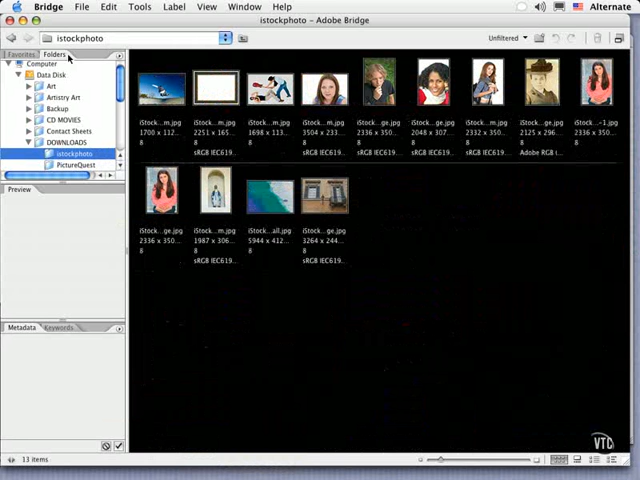 Bridge File Edit Tools Label View Window Help Alternate
istockphoto – Adobe Bridge
istockphoto Unfiltered
Favorites Folders
Computer
Data Disk
Art
Artistry Art
Backup
CD MOVIES
Contact Sheets
DOWNLOADS
istockphoto
PictureQuest
Preview
Metadata Keywords
iStock...m.jpg iStock...m.jpg iStock...m.jpg iStock...m.jpg iStock...ge.jpg iStock...m.jpg iStock...m.jpg iStock...ge.jpg iStock...-1.jpg
1700 x 112... 2251 x 165... 1698 x 113... 3504 x 233... 2336 x 350... 2048 x 307... 2332 x 350... 2125 x 296... 2336 x 350...
8 8 8 8 8 8 8 8 8
sRGB IEC619... sRGB IEC619... sRGB IEC619... sRGB IEC619... sRGB IEC619... Adobe RGB (...
iStock...ge.jpg iStock...m.jpg iStock...all.jpg iStock...m.jpg
2336 x 350... 1987 x 306... 5944 x 412... 3264 x 244...
8 8 8 8
sRGB IEC619... sRGB IEC619...
VTC
13 items